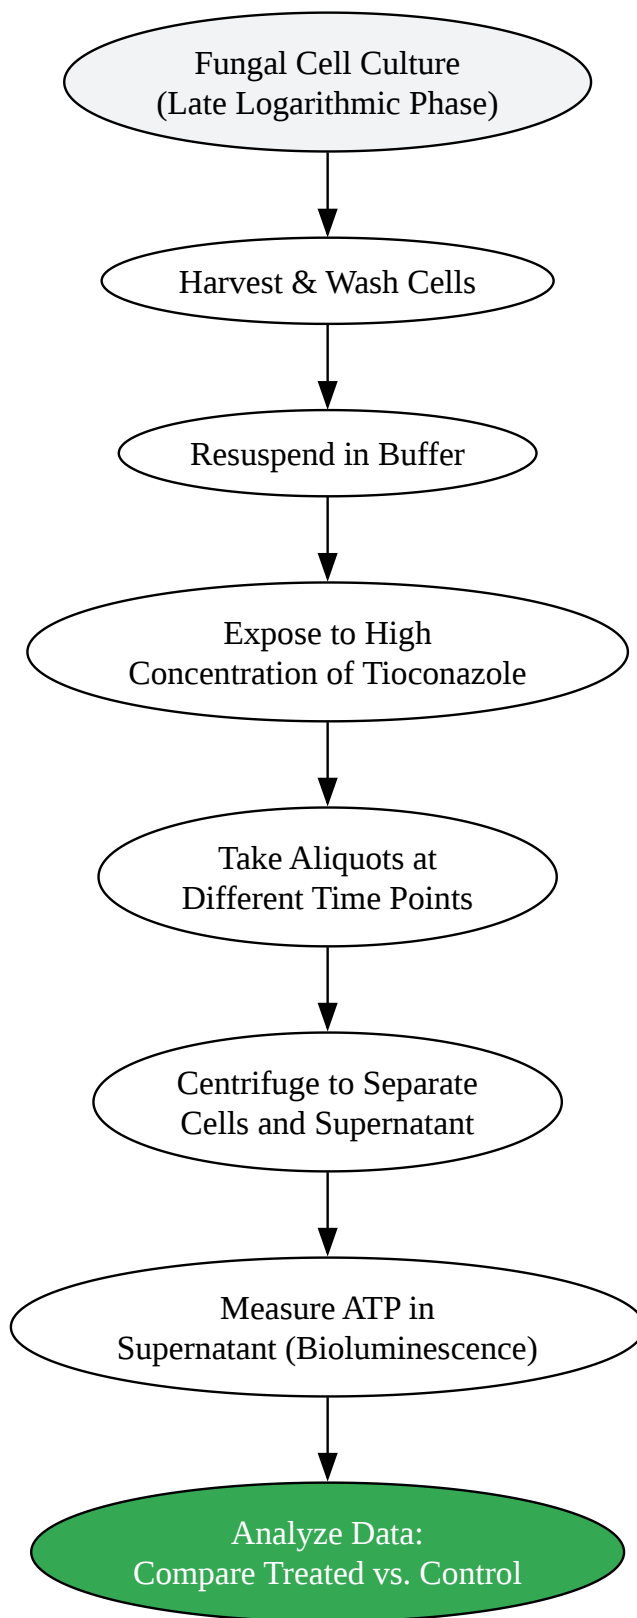 Fungal Cell Culture
(Late Logarithmic Phase)
Harvest & Wash Cells
Resuspend in Buffer
Expose to High
Concentration of Tioconazole
Take Aliquots at
Different Time Points
Centrifuge to Separate
Cells and Supernatant
Measure ATP in
Supernatant (Bioluminescence)
Analyze Data:
Compare Treated vs. Control